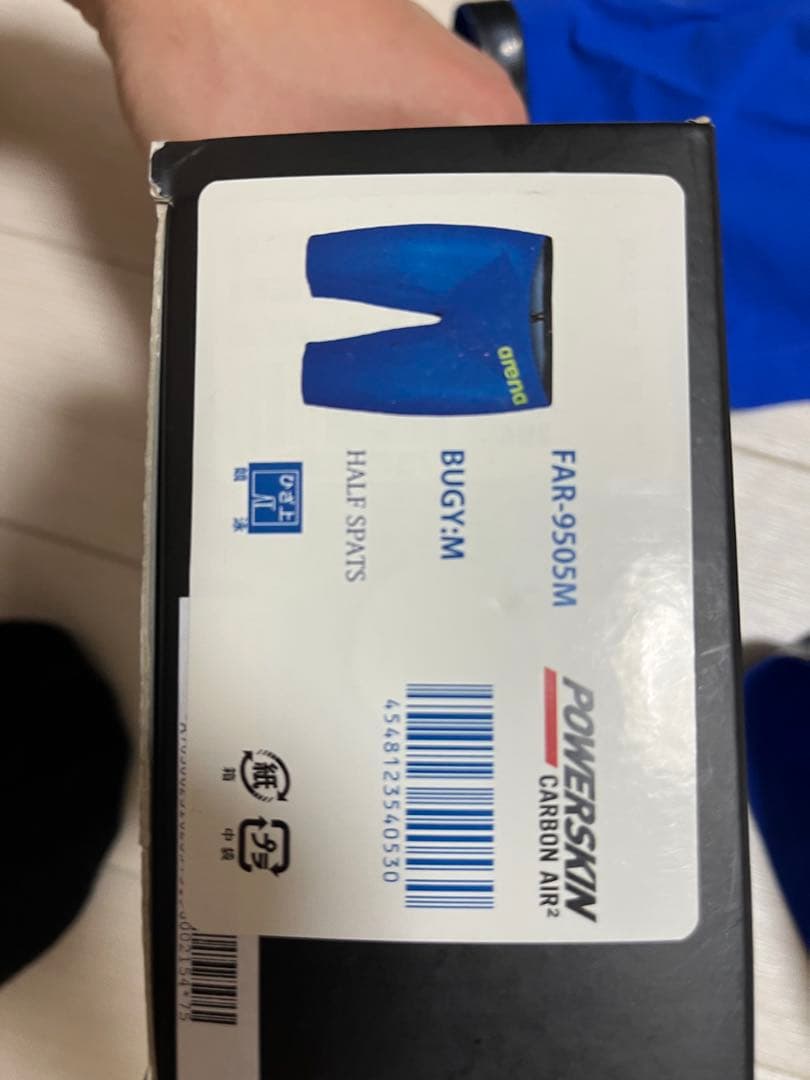 arena
FAR-9505M
BUGY:M
HALF SPATS
ひざ上
競泳
POWERSKIN
CARBON AIR²
4548123540530
紙
箱
プラ
中袋